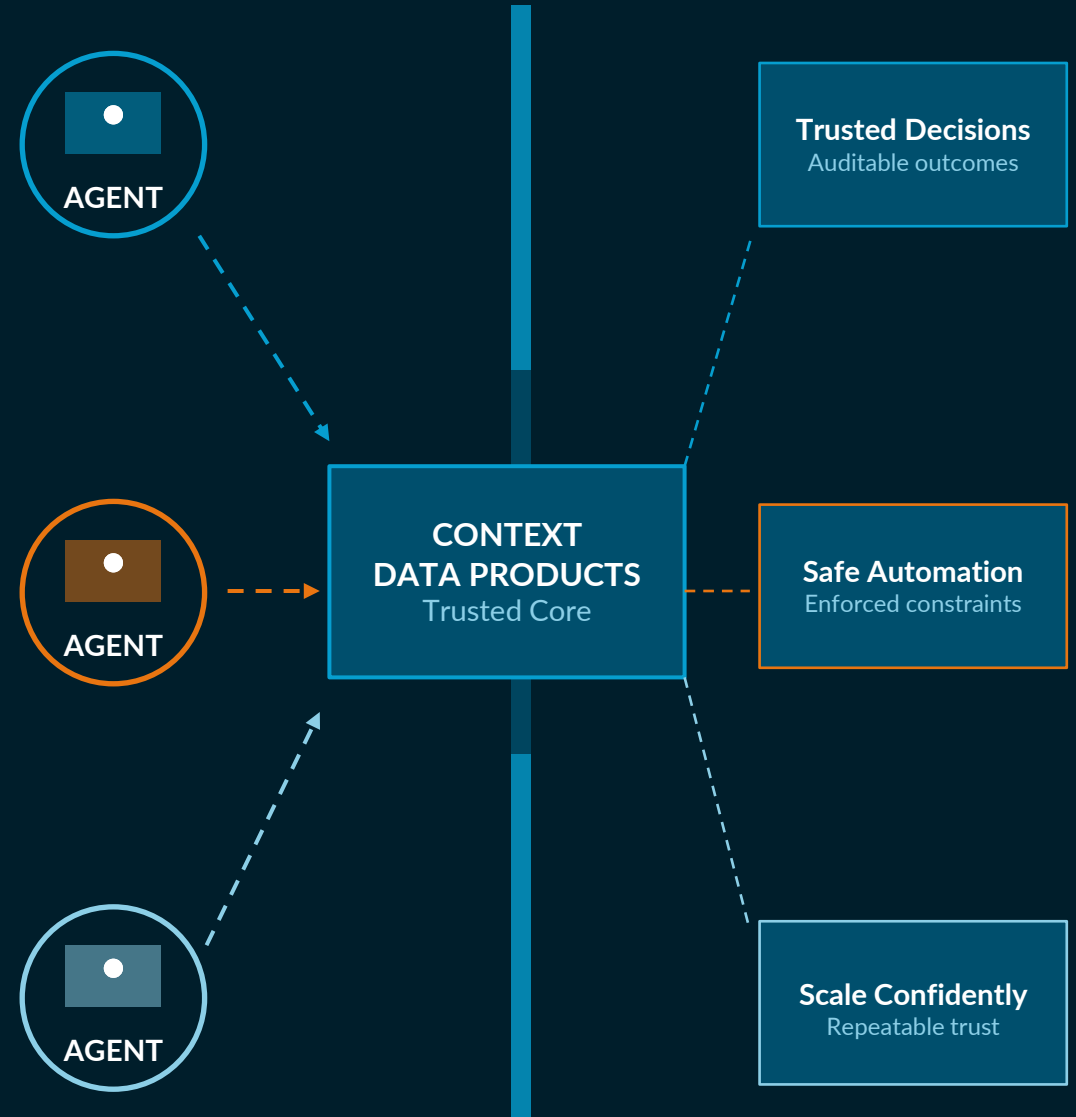 AGENT
Trusted Decisions
Auditable outcomes
AGENT
CONTEXT
DATA PRODUCTS
Trusted Core
Safe Automation
Enforced constraints
AGENT
Scale Confidently
Repeatable trust